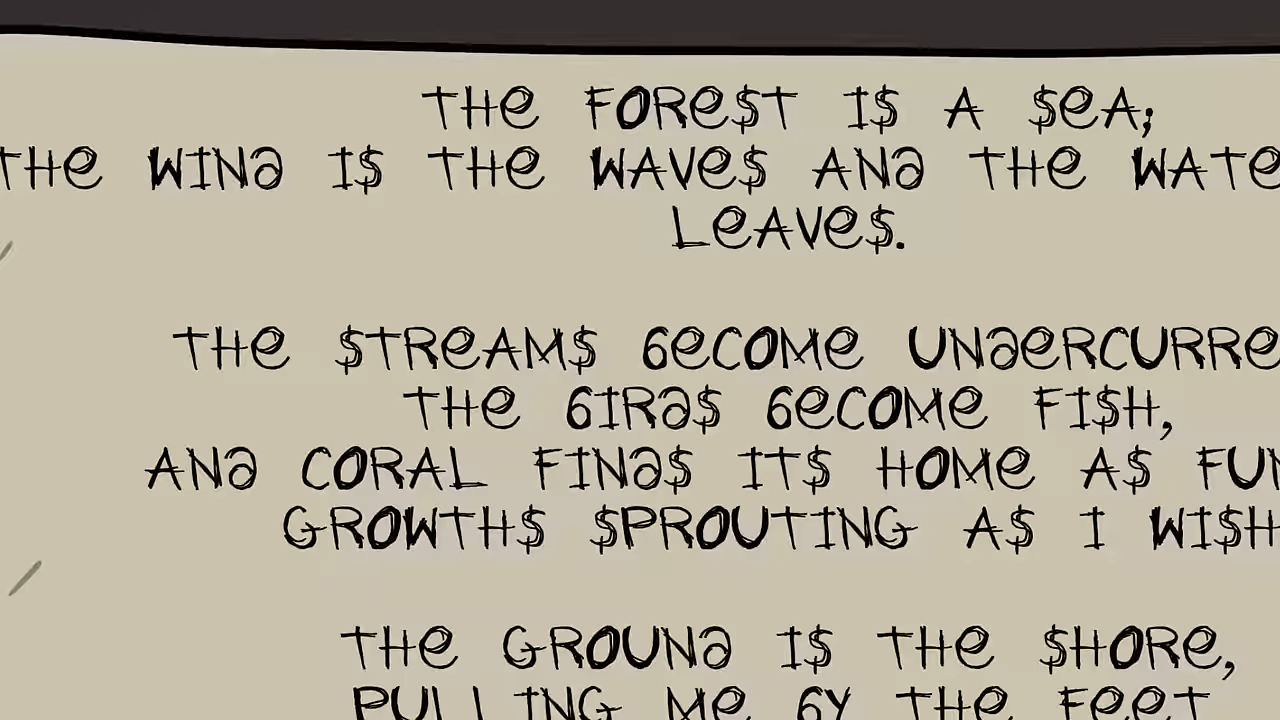 THE FOREST IS A SEA;
THE WIND IS THE WAVES AND THE
LEAVES.
THE STREAMS BECOME
THE BIRDS BECOME FISH,
AND CORAL FINDS ITS HOME AS
GROWTHS SPROUTING AS I WISH
THE GROUND IS THE SHORE,
PULLING ME BY THE FEET